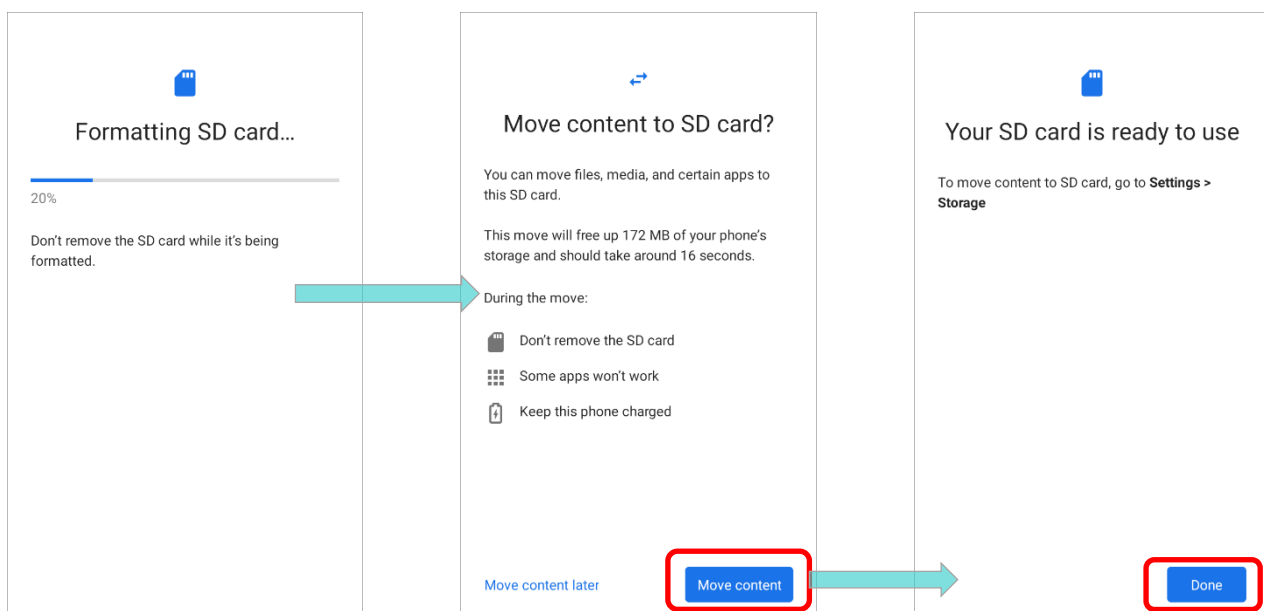 Formatting SD card…
20%
Don't remove the SD card while it's being
formatted.
Move content to SD card?
You can move files, media, and certain apps to
this SD card.
This move will free up 172 MB of your phone's
storage and should take around 16 seconds.
During the move:
Don't remove the SD card
Some apps won't work
Keep this phone charged
Move content later
Move content
Your SD card is ready to use
To move content to SD card, go to Settings >
Storage
Done